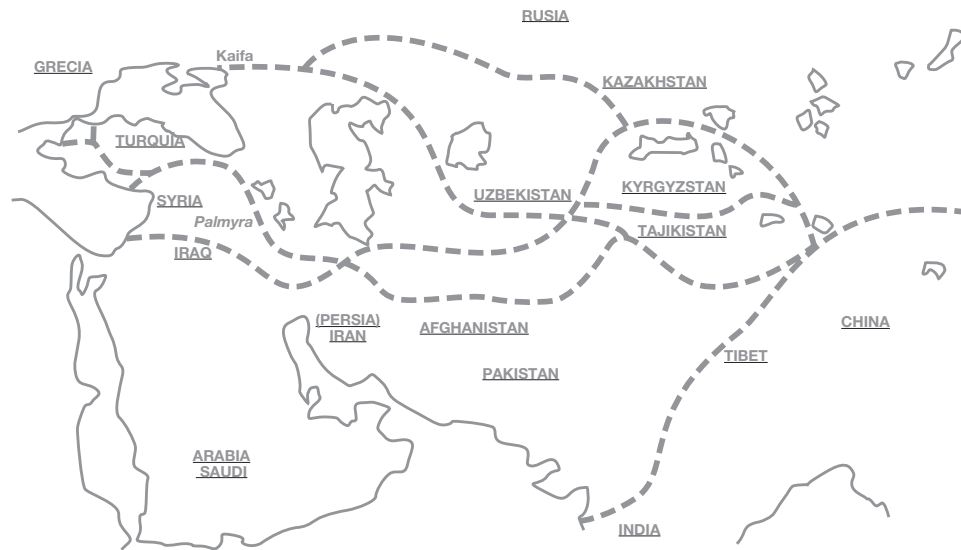 RUSIA
Kaifa
GRECIA
KAZAKHSTAN
TURQUIA
KYRGYZSTAN
UZBEKISTAN
SYRIA
Palmyra
TAJIKISTAN
IRAQ
(PERSIA)
IRAN
AFGHANISTAN
CHINA
TIBET
PAKISTAN
ARABIA
SAUDI
INDIA